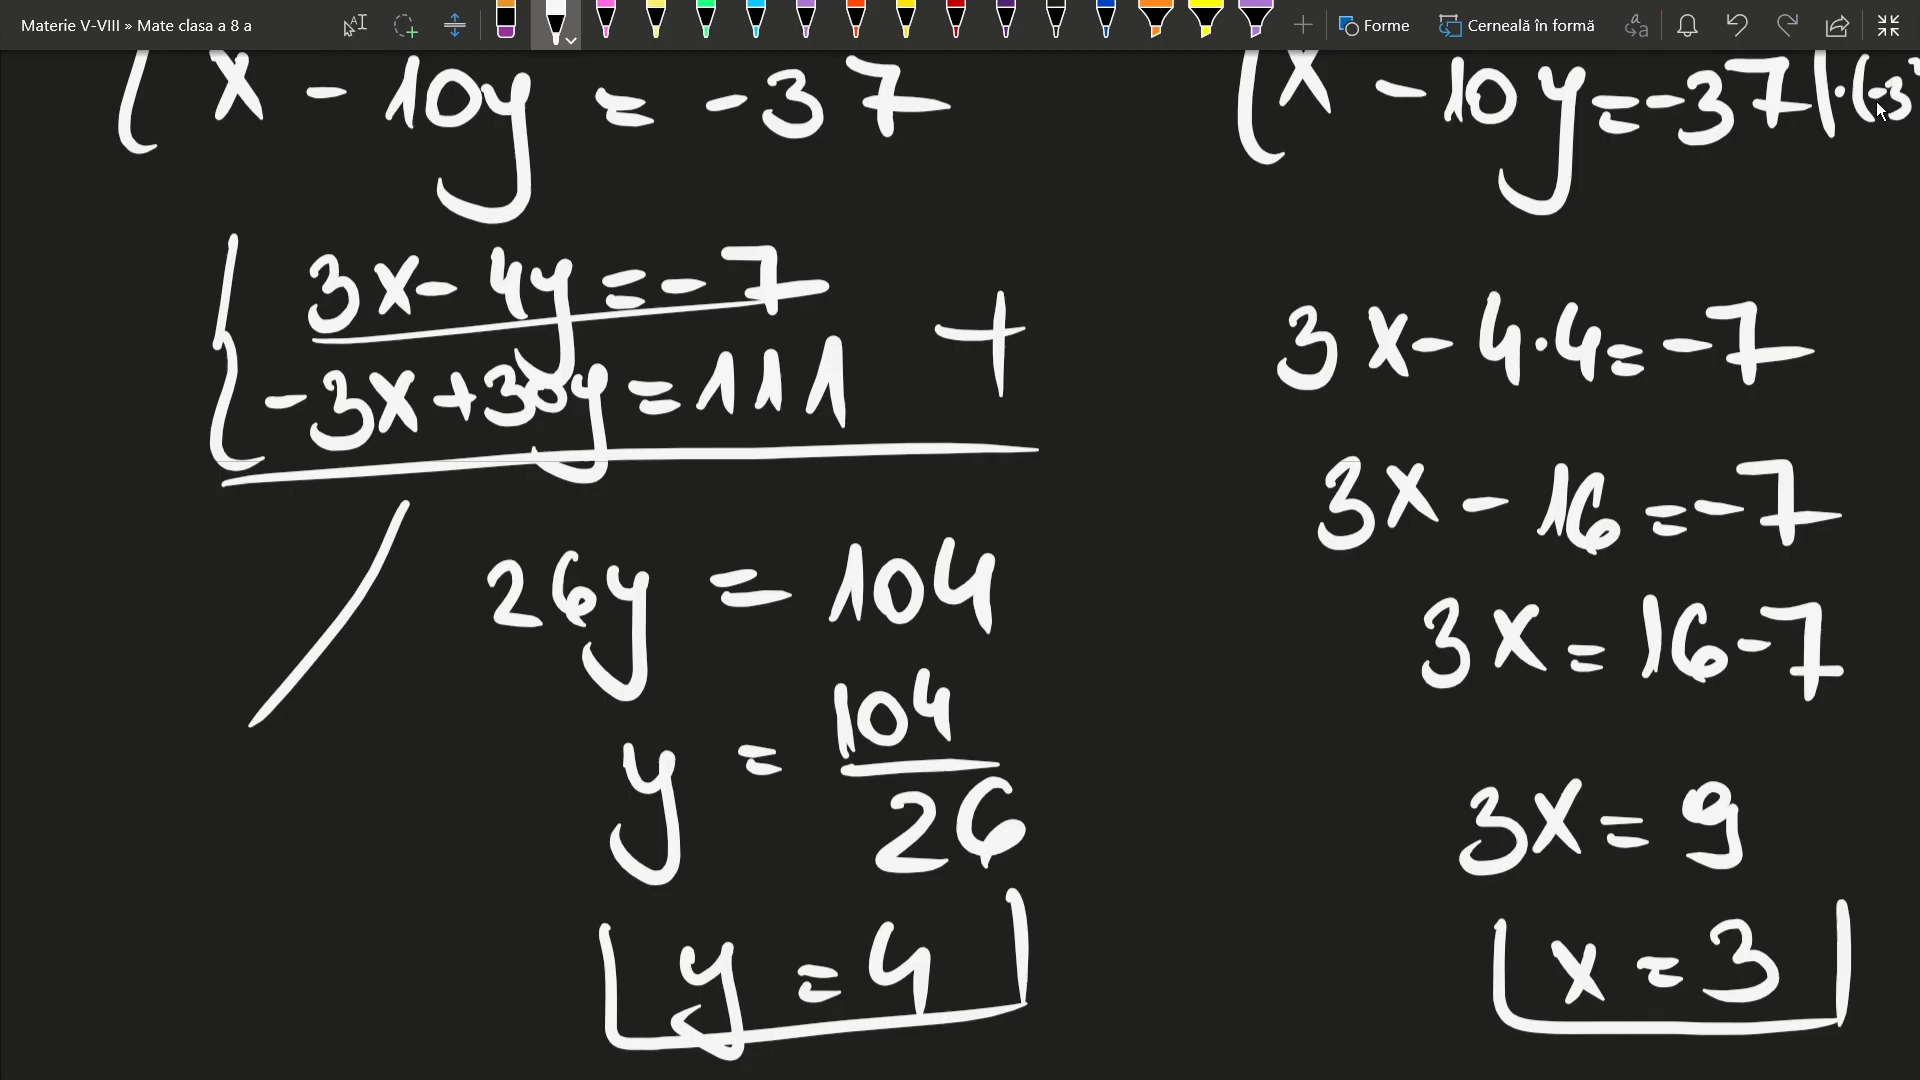 Materie V-VIII » Mate clasa a 8 a
Forme
Cerneală în formă
x - 10y = -37
3x - 4y = -7
-3x + 30y = 111 +
26y = 104
y = 104/26
y = 4
x - 10y = -37 | · (-3
3x - 4·4 = -7
3x - 16 = -7
3x = 16 - 7
3x = 9
x = 3